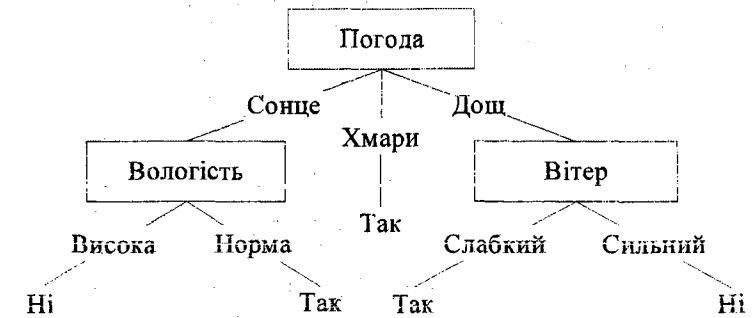 Погода
Сонце
Дощ
Хмари
Вологість
Вітер
Так
Висока
Норма
Слабкий
Сильний
Ні
Так
Так
Ні